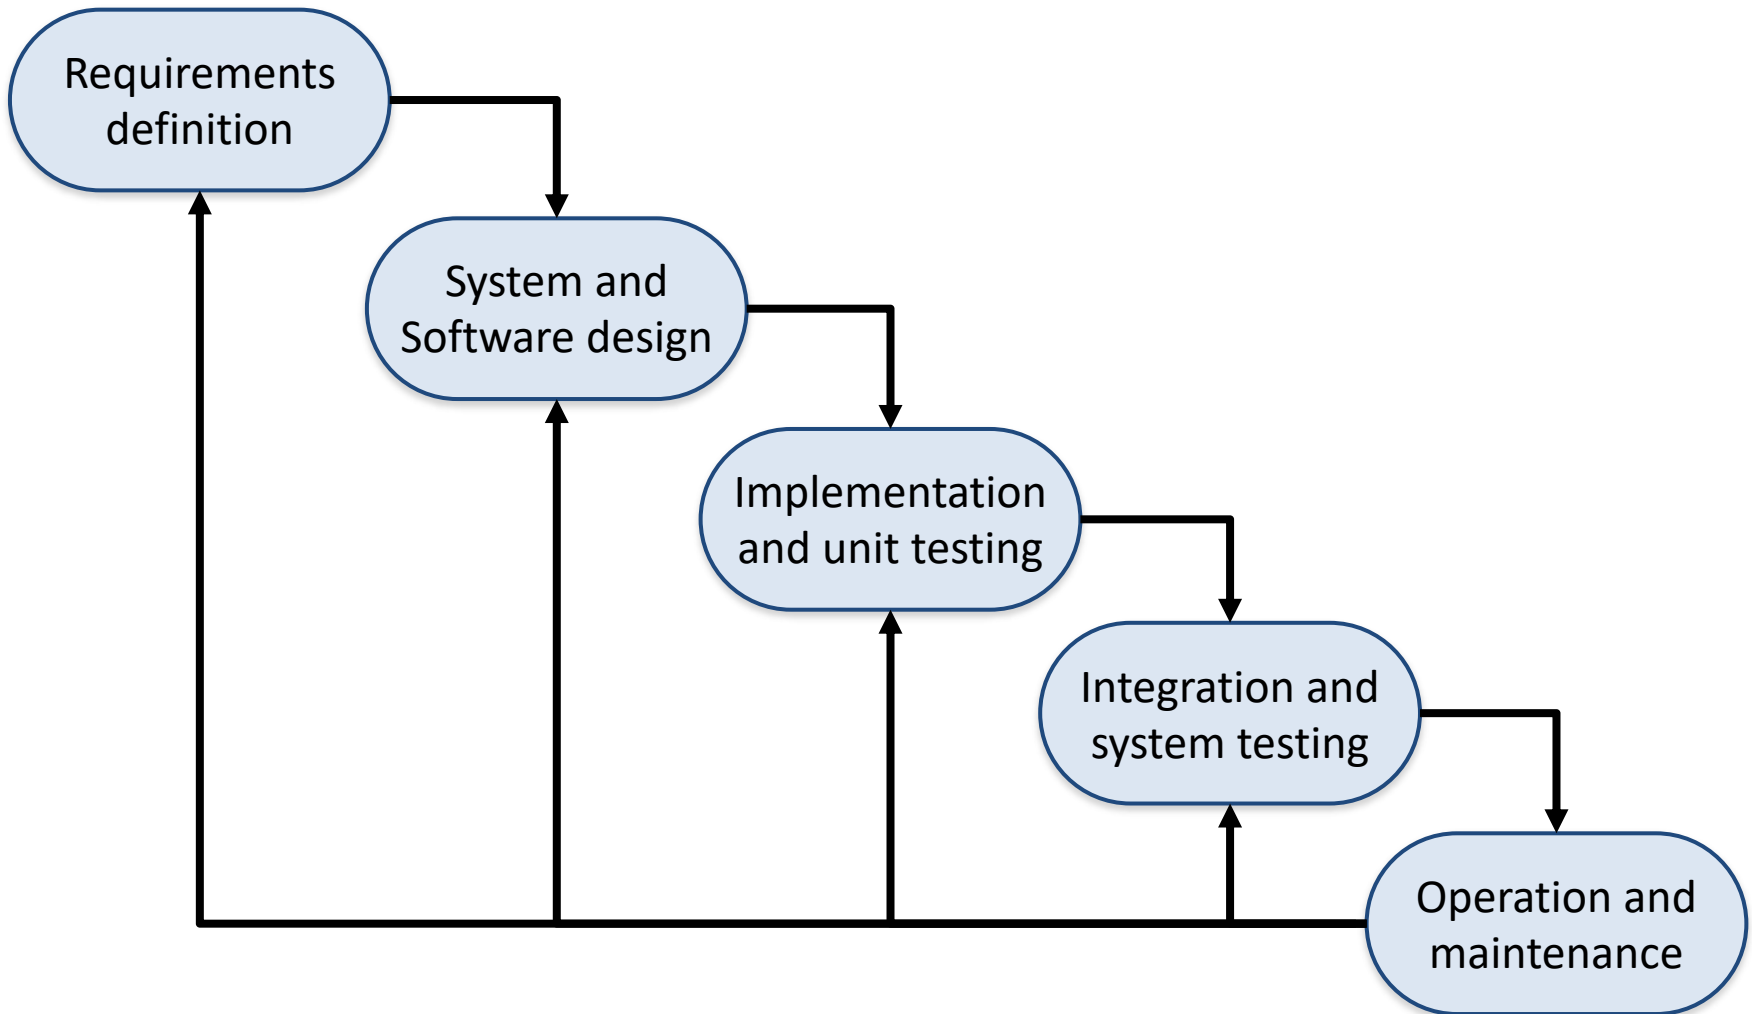 Requirements
definition
System and
Software design
Implementation
and unit testing
Integration and
system testing
Operation and
maintenance